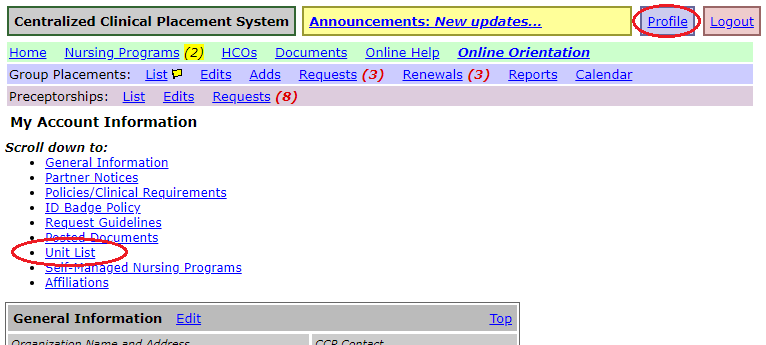 Centralized Clinical Placement System Announcements: New updates... Profile Logout
Home Nursing Programs (2) HCOs Documents Online Help Online Orientation
Group Placements: List Edits Adds Requests (3) Renewals (3) Reports Calendar
Preceptorships: List Edits Requests (8)
My Account Information
Scroll down to:
General Information
Partner Notices
Policies/Clinical Requirements
ID Badge Policy
Request Guidelines
Posted Documents
Unit List
Self-Managed Nursing Programs
Affiliations
General Information Edit Top
Organization Name and Address CCP Contact